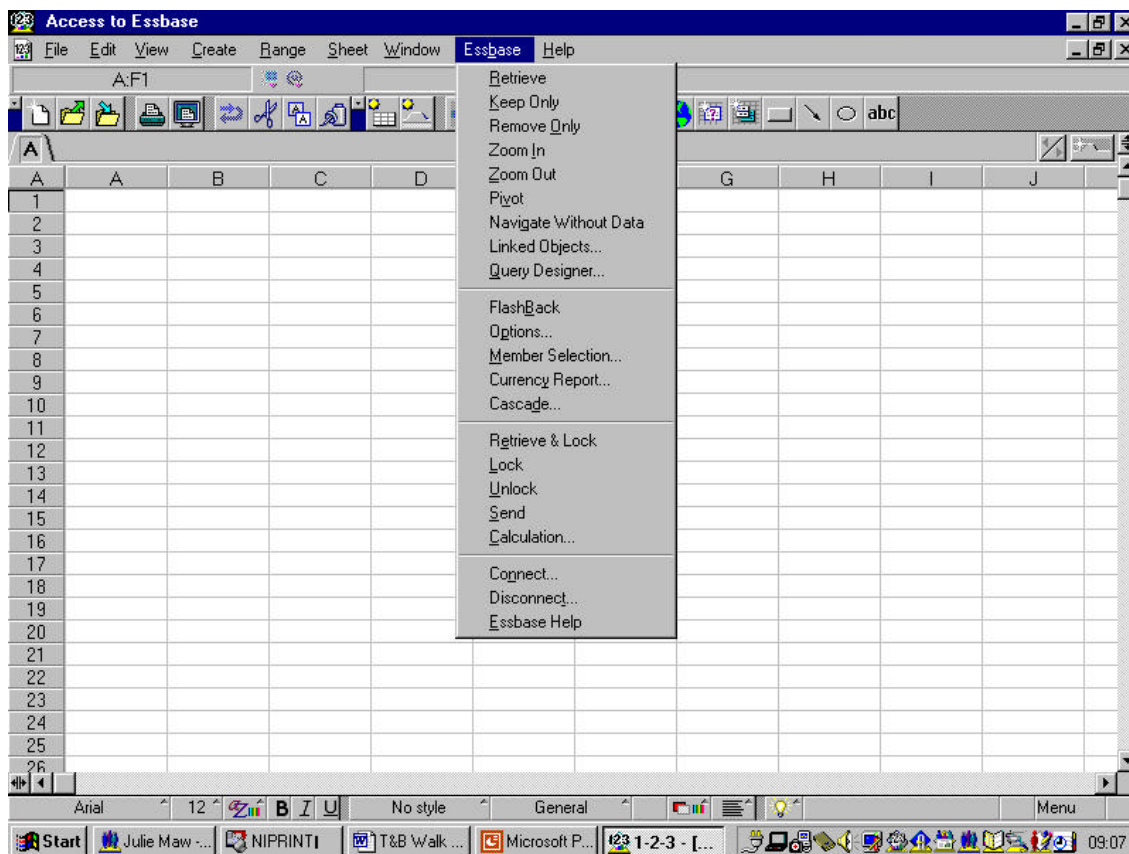 Access to Essbase
File Edit View Create Range Sheet Window Essbase Help
A:F1
abc
A
A A B C D G H I J
1
2
3
4
5
6
7
8
9
10
11
12
13
14
15
16
17
18
19
20
21
22
23
24
25
26
Retrieve
Keep Only
Remove Only
Zoom In
Zoom Out
Pivot
Navigate Without Data
Linked Objects...
Query Designer...
FlashBack
Options...
Member Selection...
Currency Report...
Cascade...
Retrieve & Lock
Lock
Unlock
Send
Calculation...
Connect...
Disconnect...
Essbase Help
Arial 12 B I U No style General Menu
Start Julie Maw -... NIPRINT T&B Walk ... Microsoft P... 1-2-3 - [... 09:07